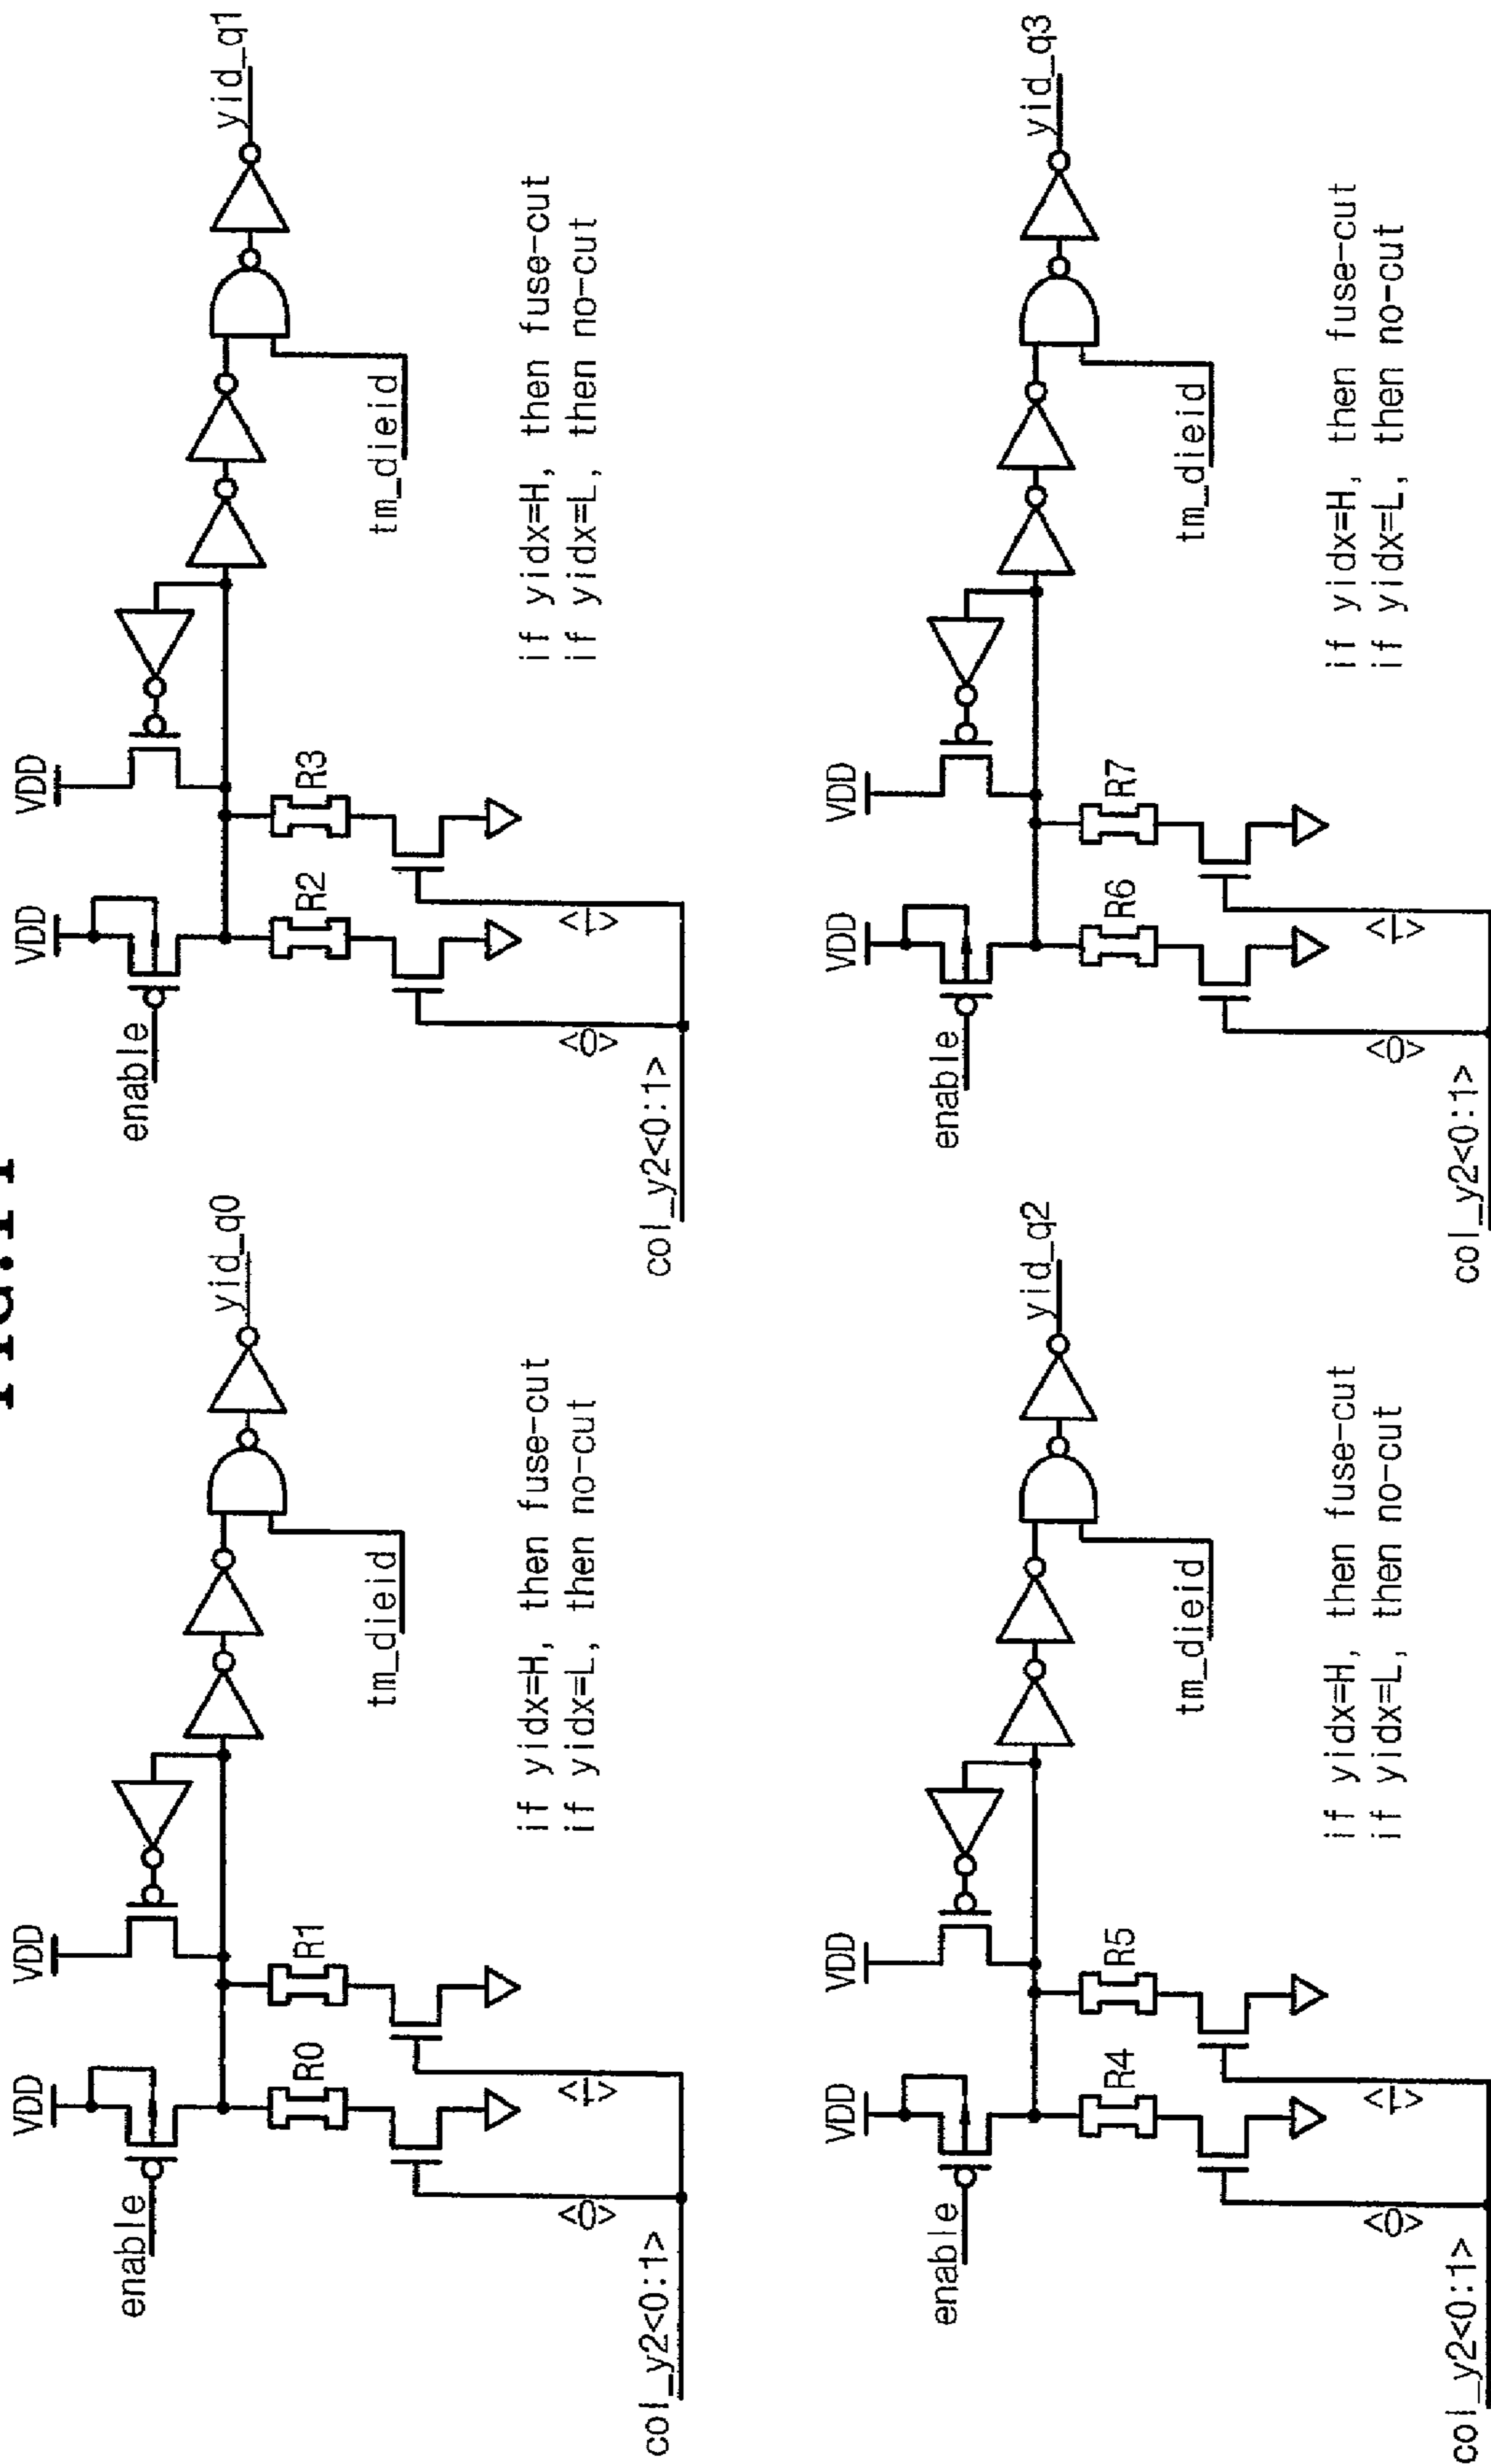 VDD
VDD
enable
R0
R1
<0>
<1>
col_y2<0:1>
tm_dieid
yid_q0
if yidx=H, then fuse-cut
if yidx=L, then no-cut
VDD
VDD
enable
R2
R3
<0>
<1>
col_y2<0:1>
tm_dieid
yid_q1
if yidx=H, then fuse-cut
if yidx=L, then no-cut
VDD
VDD
enable
R4
R5
<0>
<1>
col_y2<0:1>
tm_dieid
yid_q2
if yidx=H, then fuse-cut
if yidx=L, then no-cut
VDD
VDD
enable
R6
R7
<0>
<1>
col_y2<0:1>
tm_dieid
yid_q3
if yidx=H, then fuse-cut
if yidx=L, then no-cut